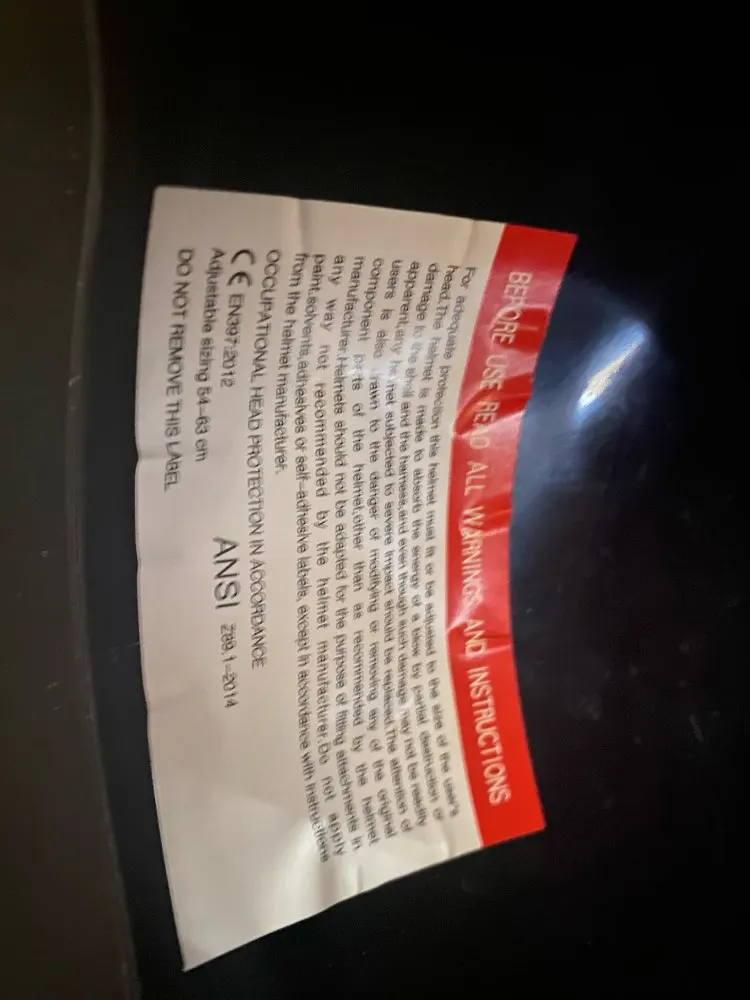 BEFORE USE READ ALL WARNINGS AND INSTRUCTIONS
For adequate protection this helmet must fit or be adjusted to the size of the user's
head.The helmet is made to absorb the energy of a blow by partial destruction or
damage to the shell and the harness,and even though such damage may not be readily
apparent,any helmet subjected to severe impact should be replaced.The attention of
users is also drawn to the danger of modifying or removing any of the original
component parts of the helmet,other than as recommended by the helmet
manufacturer.Helmets should not be adapted for the purpose of fitting attachments in
any way not recommended by the helmet manufacturer.Do not apply
paint,solvents,adhesives or self-adhesive labels, except in accordance with instructions
from the helmet manufacturer.
OCCUPATIONAL HEAD PROTECTION IN ACCORDANCE
CE EN397:2012 ANSI Z89.1-2014
Adjustable sizing 54-63 cm
DO NOT REMOVE THIS LABEL